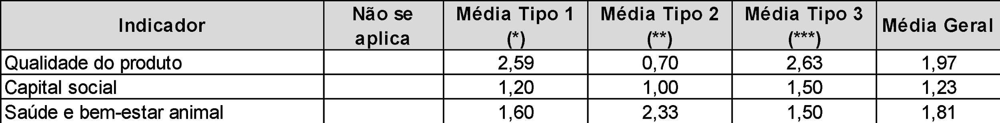 Indicador Não se aplica Média Tipo 1 (*) Média Tipo 2 (**) Média Tipo 3 (***) Média Geral
Qualidade do produto 2,59 0,70 2,63 1,97
Capital social 1,20 1,00 1,50 1,23
Saúde e bem-estar animal 1,60 2,33 1,50 1,81